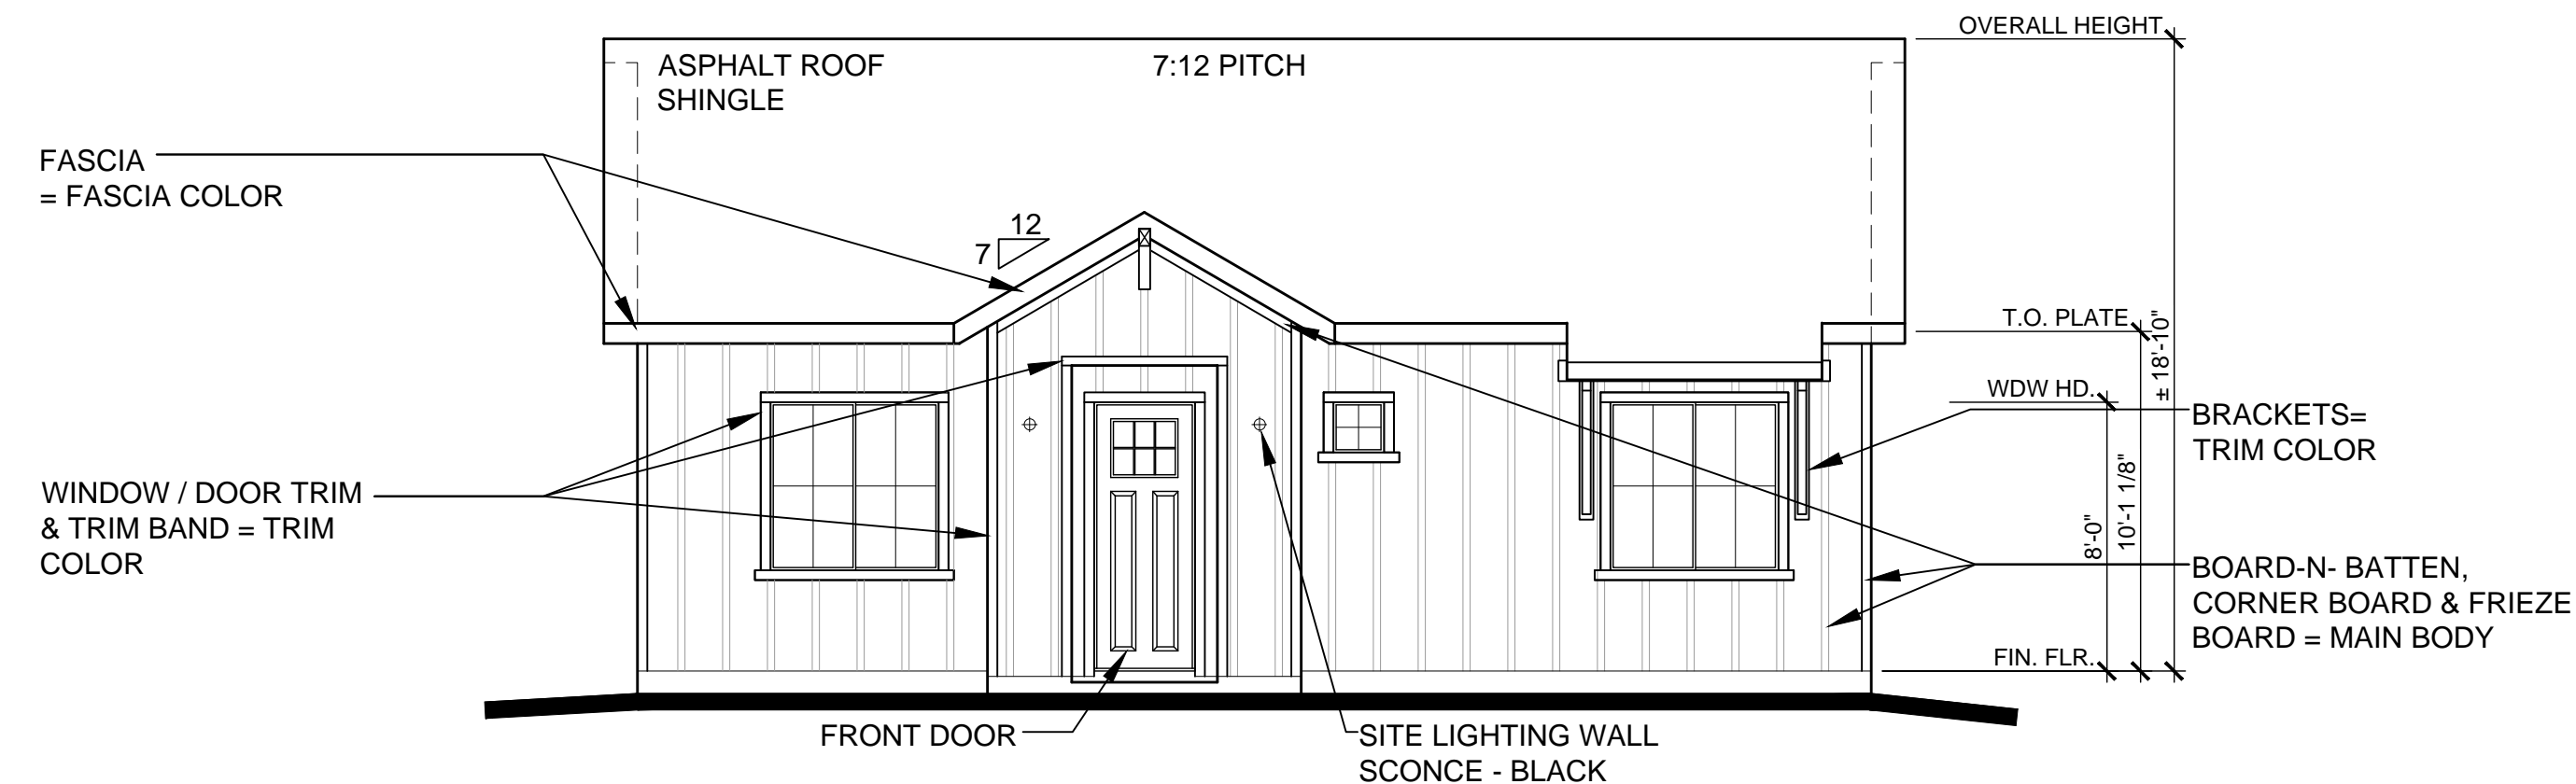 OVERALL HEIGHT
ASPHALT ROOF
SHINGLE
7:12 PITCH
FASCIA
= FASCIA COLOR
12
7
T.O. PLATE
± 18'-10"
WDW HD.
BRACKETS=
TRIM COLOR
10'-1 1/8"
8'-0"
WINDOW / DOOR TRIM
& TRIM BAND = TRIM
COLOR
BOARD-N- BATTEN,
CORNER BOARD & FRIEZE
BOARD = MAIN BODY
FIN. FLR.
FRONT DOOR
SITE LIGHTING WALL
SCONCE - BLACK